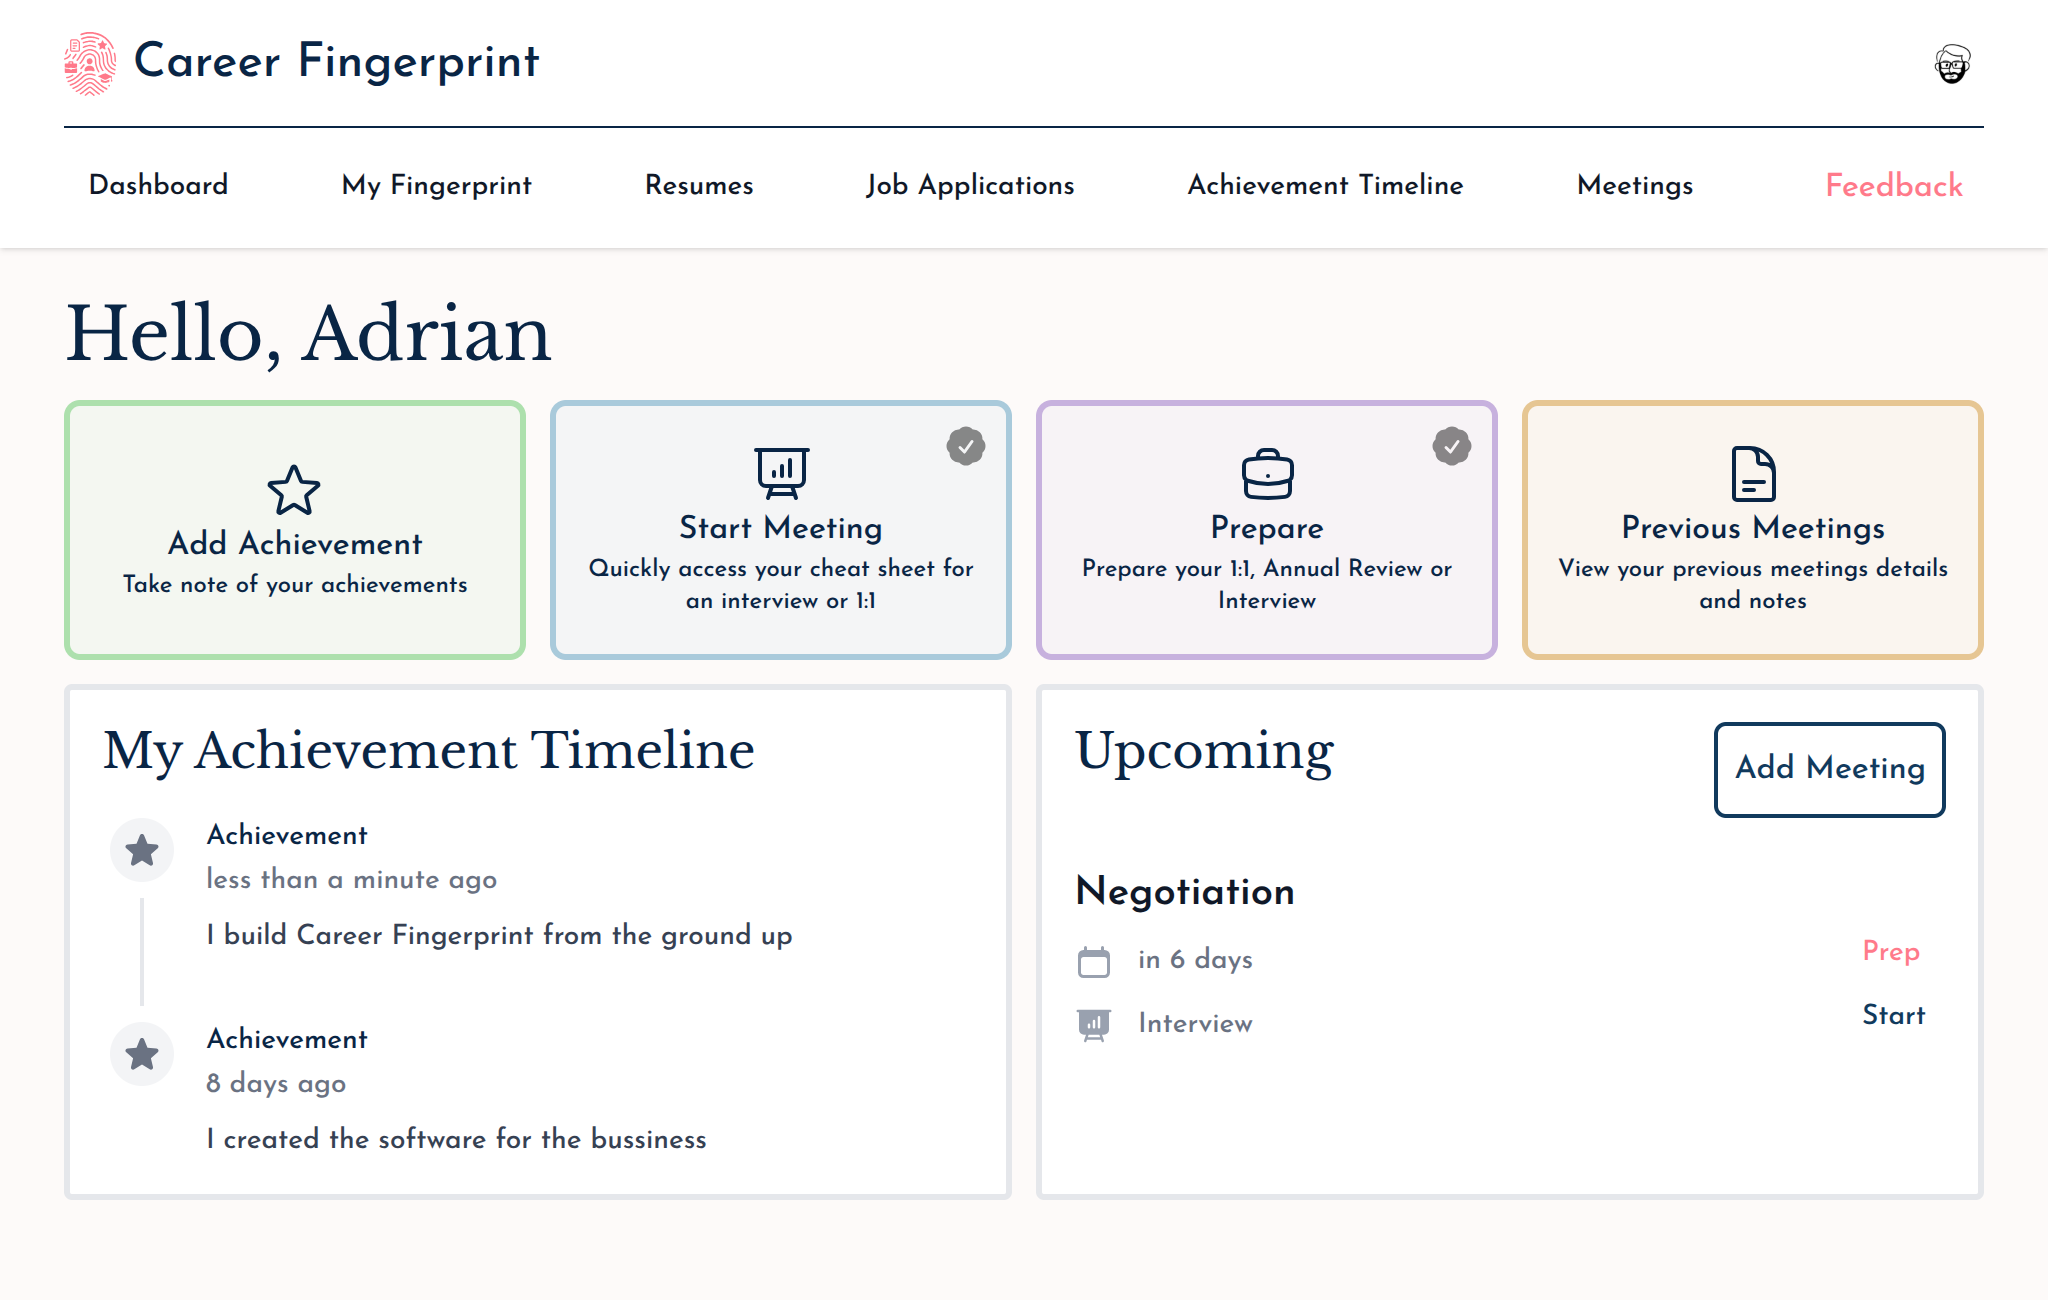 Career Fingerprint
Dashboard
My Fingerprint
Resumes
Job Applications
Achievement Timeline
Meetings
Feedback
Hello, Adrian
Add Achievement
Take note of your achievements
Start Meeting
Quickly access your cheat sheet for
an interview or 1:1
Prepare
Prepare your 1:1, Annual Review or
Interview
Previous Meetings
View your previous meetings details
and notes
My Achievement Timeline
Achievement
less than a minute ago
I build Career Fingerprint from the ground up
Achievement
8 days ago
I created the software for the bussiness
Upcoming
Add Meeting
Negotiation
in 6 days
Prep
Interview
Start